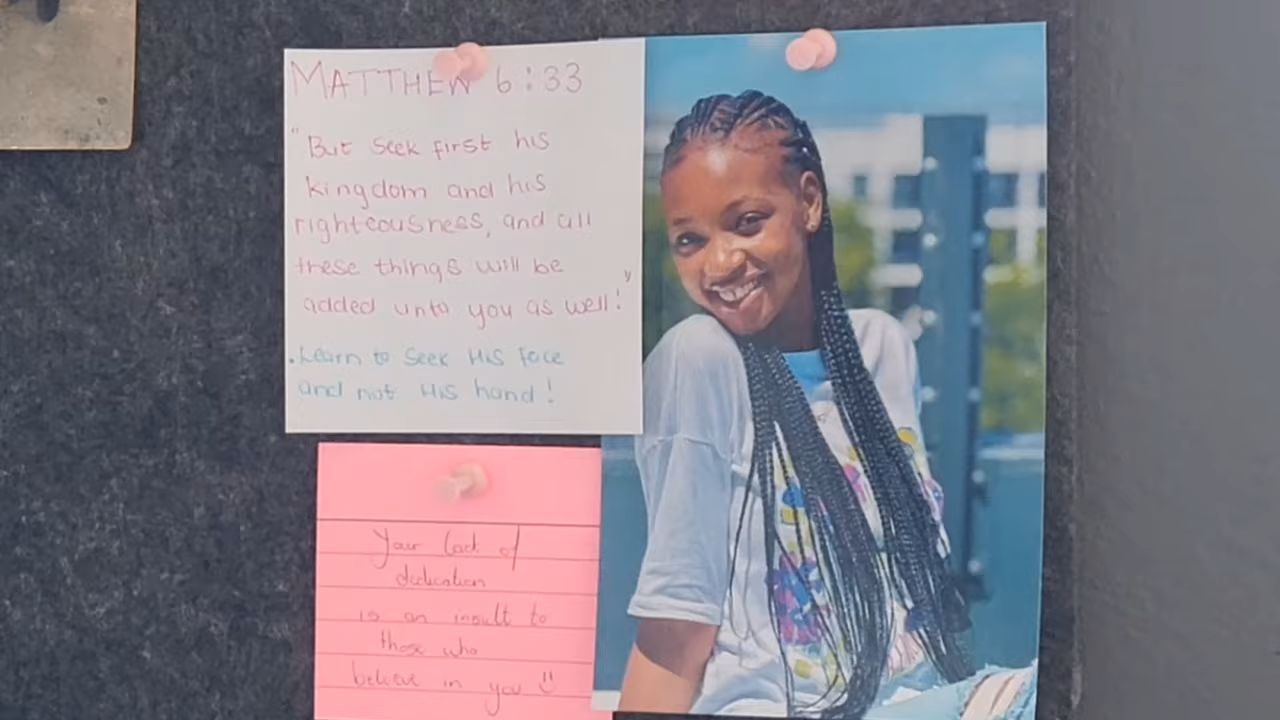 MATTHEW 6:33
"But seek first his
kingdom and his
righteousness, and all
these things will be
added unto you as well!"
.Learn to seek His face
and not His hand!
Your lack of
dedication
is an insult to
those who
believe in you